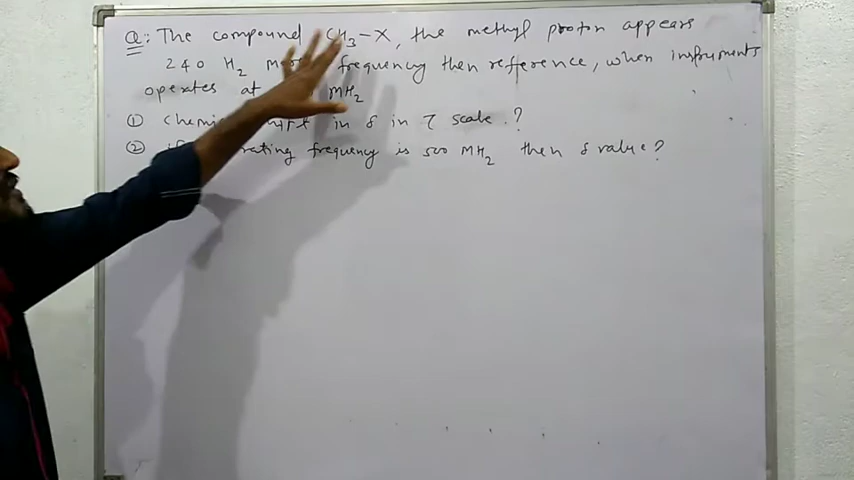 Q: The compound CH3-X, the methyl proton appears
240 Hz frequency then reference, when instruments
opertes at MHz
① in δ in τ scale.?
② frequency is 500 MHz then δ value?